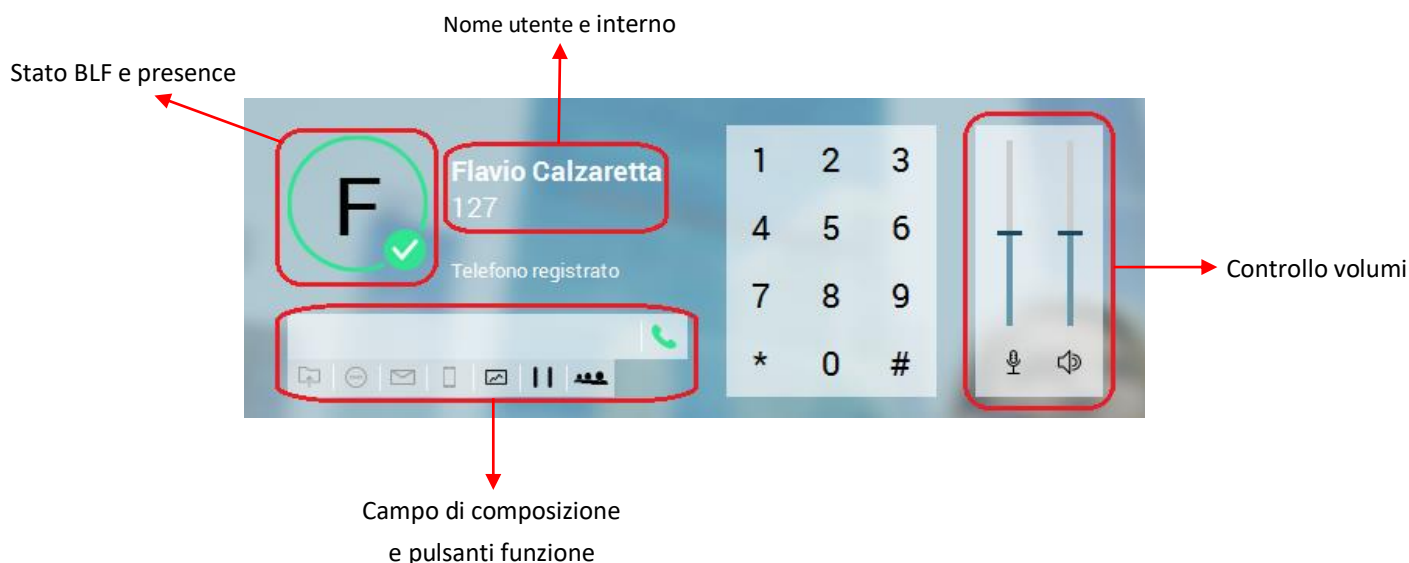 Nome utente e interno
Stato BLF e presence
F
Flavio Calzaretta
127
Telefono registrato
1 2 3
4 5 6
7 8 9
* 0 #
Controllo volumi
Campo di composizione
e pulsanti funzione